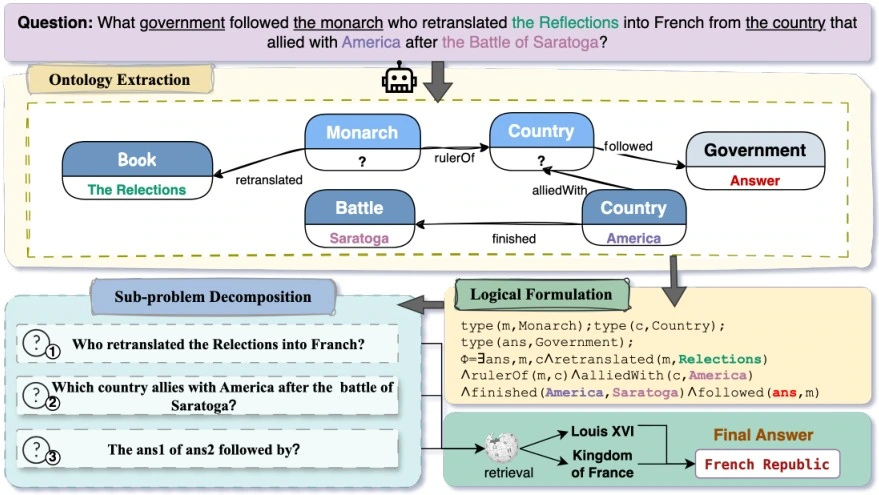 Question: What government followed the monarch who retranslated the Reflections into French from the country that
allied with America after the Battle of Saratoga?
Ontology Extraction
Monarch
?
Country
?
followed
Government
Answer
Book
The Relections
retranslated
rulerOf
alliedWith
Battle
Saratoga
finished
Country
America
Sub-problem Decomposition
? 1 Who retranslated the Relections into Franch?
? 2 Which country allies with America after the battle of
Saratoga?
? 3 The ans1 of ans2 followed by?
Logical Formulation
type(m,Monarch);type(c,Country);
type(ans,Government);
Φ=∃ans,m,c∧retranslated(m,Relections)
∧rulerOf(m,c)∧alliedWith(c,America)
∧finished(America,Saratoga)∧followed(ans,m)
retrieval
Louis XVI
Kingdom
of France
Final Answer
French Republic